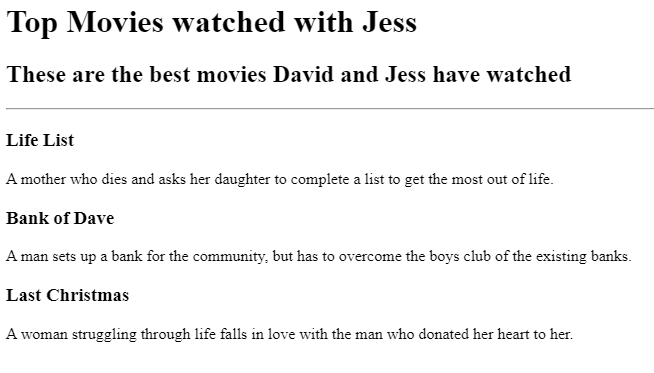 Top Movies watched with Jess
These are the best movies David and Jess have watched
Life List
A mother who dies and asks her daughter to complete a list to get the most out of life.
Bank of Dave
A man sets up a bank for the community, but has to overcome the boys club of the existing banks.
Last Christmas
A woman struggling through life falls in love with the man who donated her heart to her.